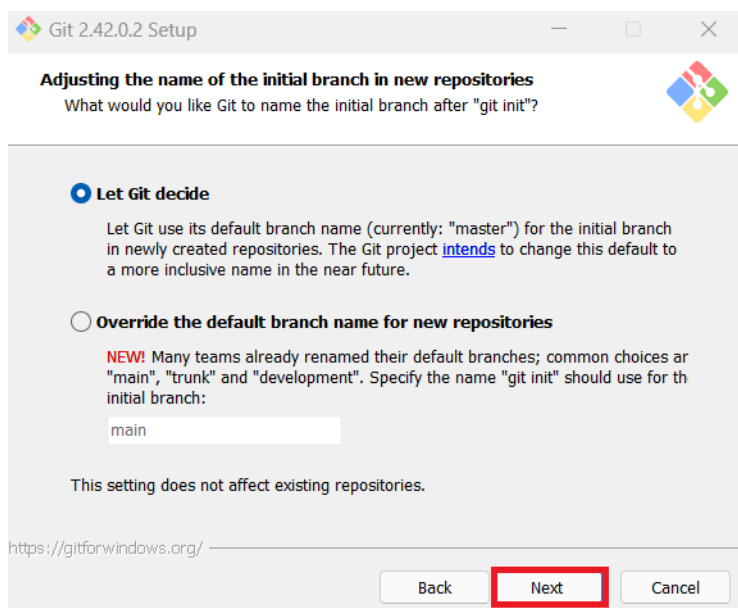 Git 2.42.0.2 Setup
Adjusting the name of the initial branch in new repositories
What would you like Git to name the initial branch after "git init"?
Let Git decide
Let Git use its default branch name (currently: "master") for the initial branch
in newly created repositories. The Git project intends to change this default to
a more inclusive name in the near future.
Override the default branch name for new repositories
NEW! Many teams already renamed their default branches; common choices ar
"main", "trunk" and "development". Specify the name "git init" should use for th
initial branch:
main
This setting does not affect existing repositories.
https://gitforwindows.org/
Back Next Cancel